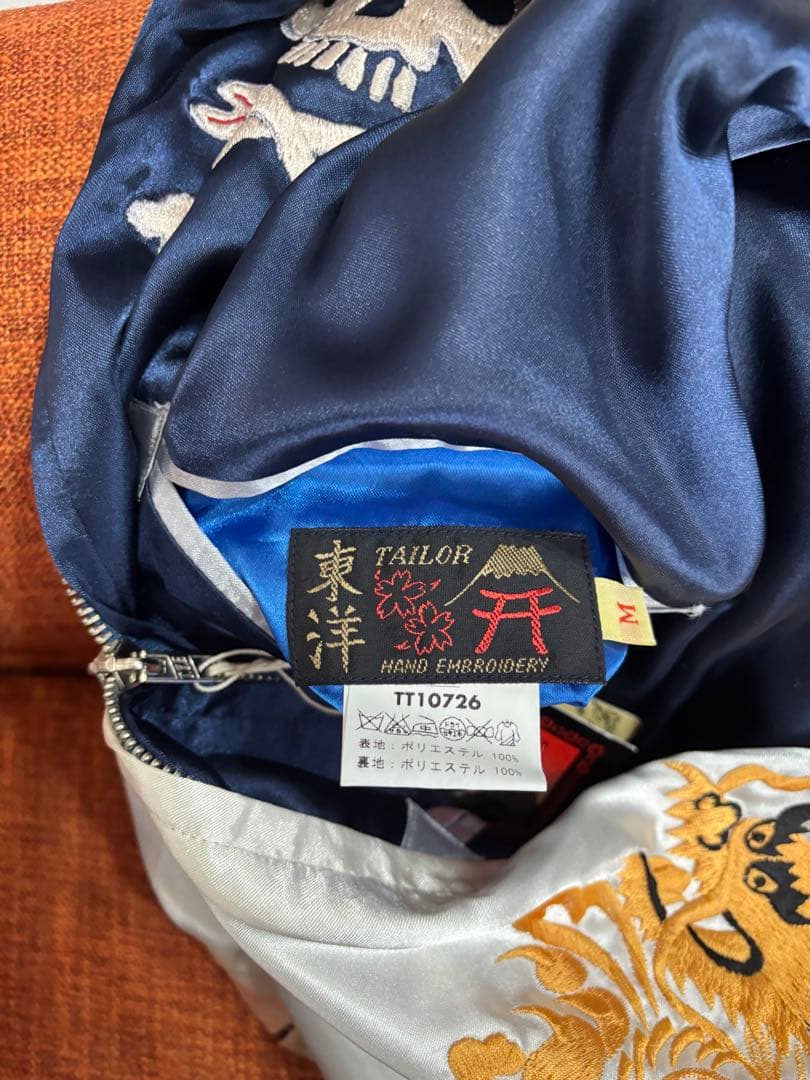 東洋
TAILOR
HAND EMBROIDERY
M
TT10726
表地：ポリエステル 100%
裏地：ポリエステル 100%